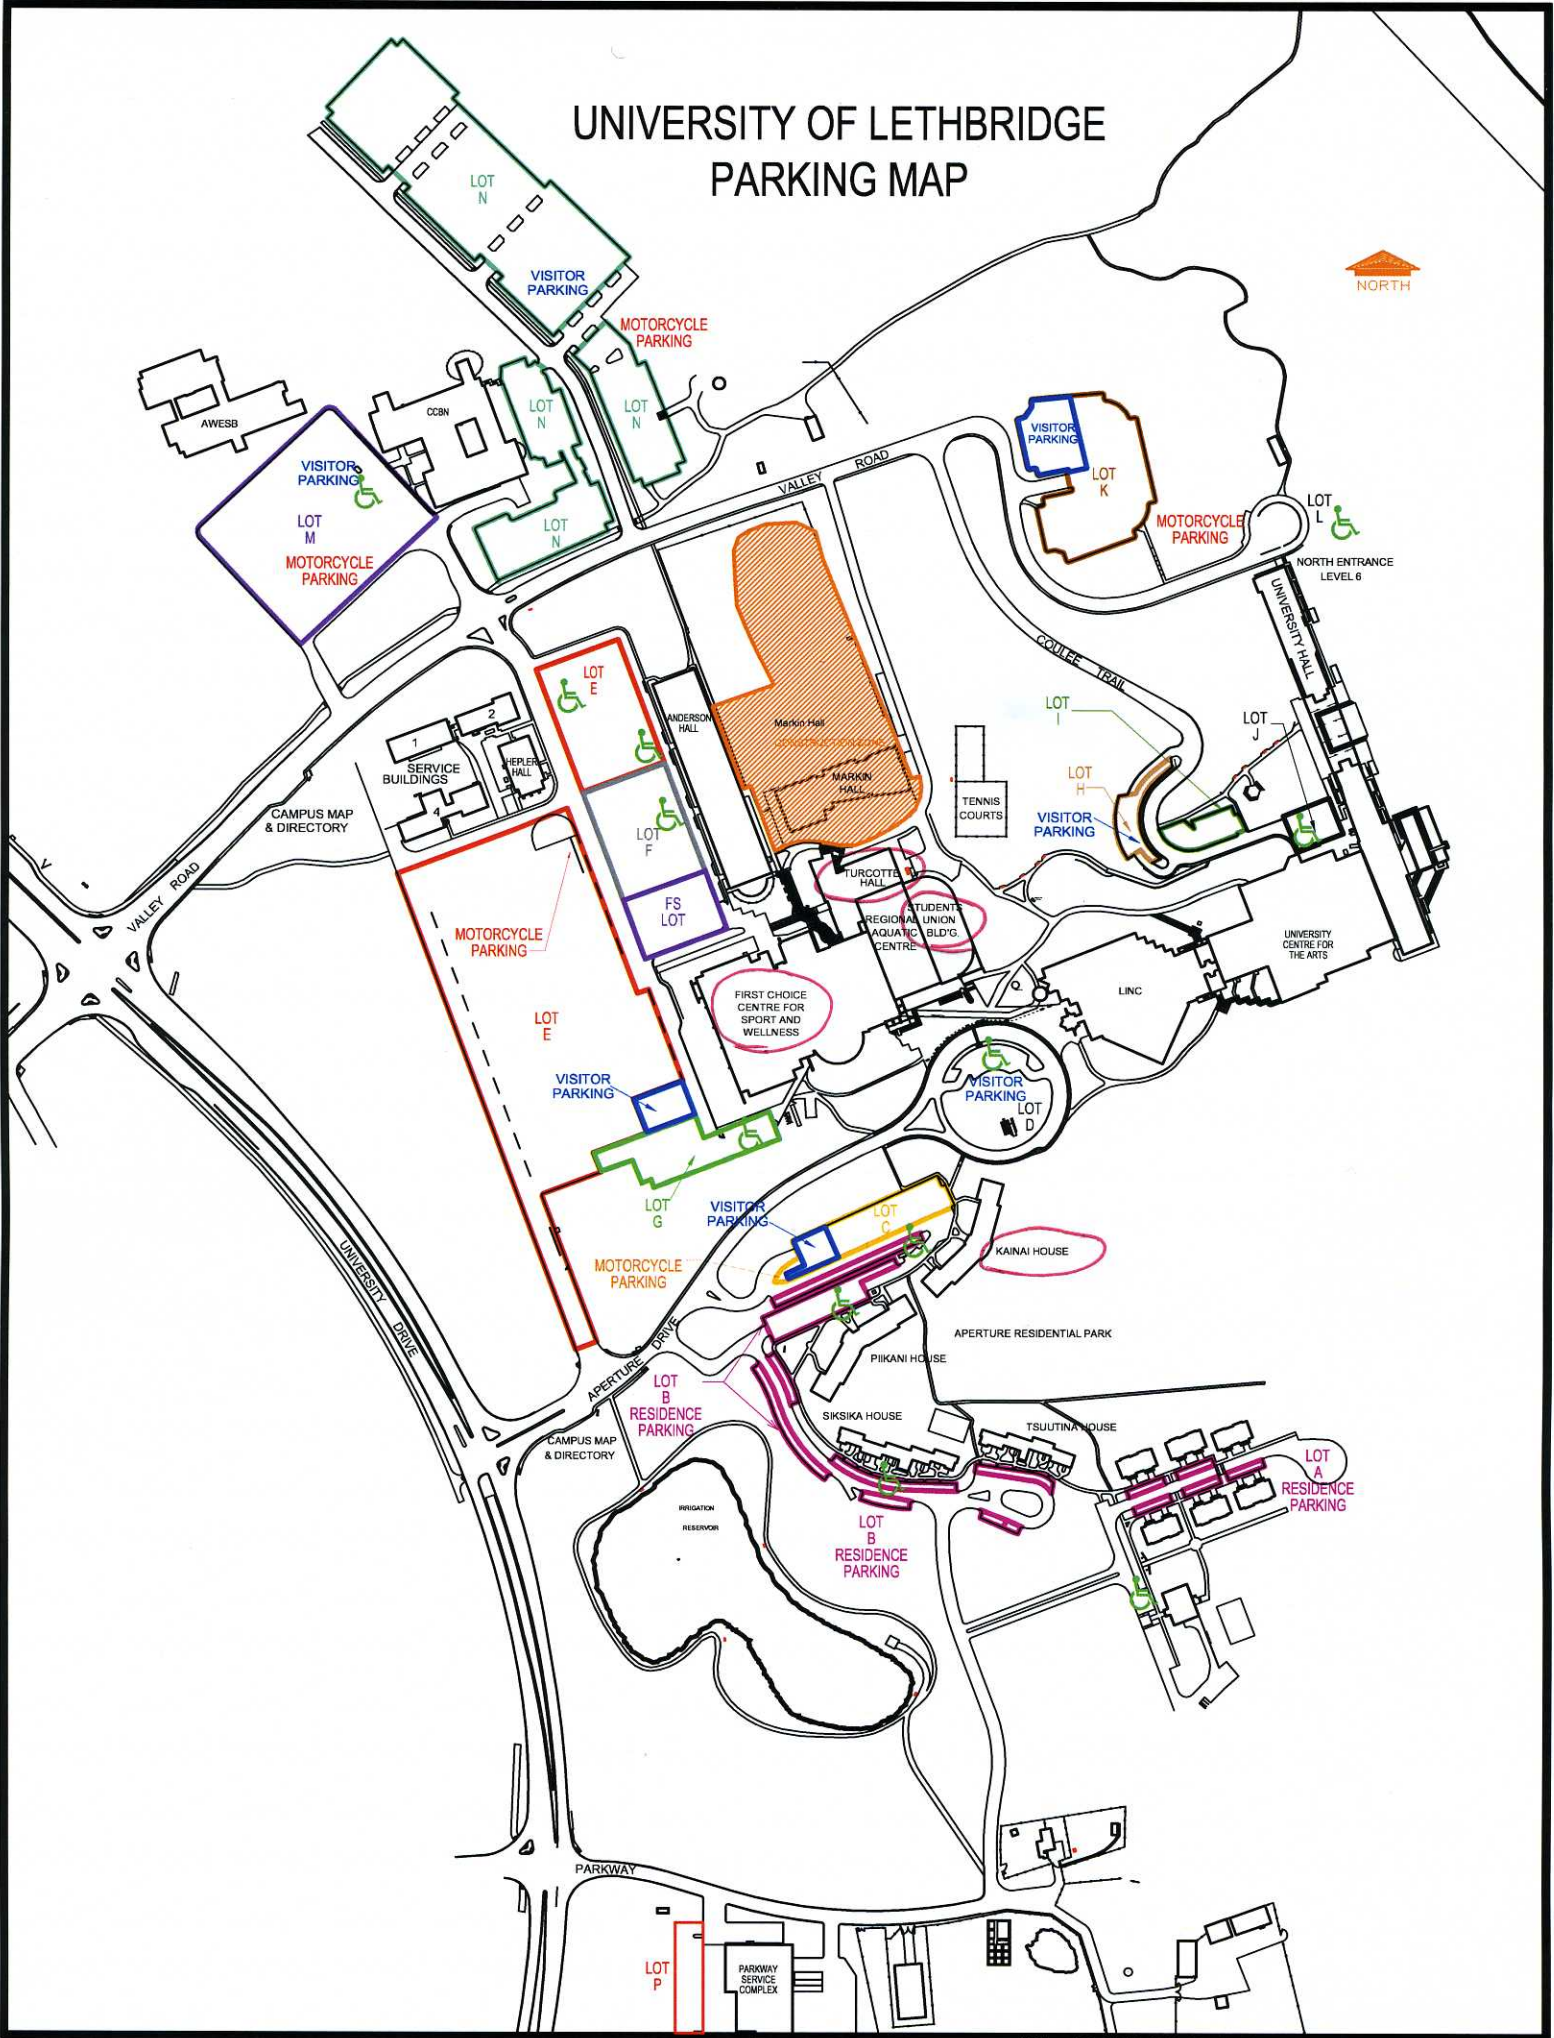 UNIVERSITY OF LETHBRIDGE
PARKING MAP
LOT
N
VISITOR
PARKING
NORTH
MOTORCYCLE
PARKING
AWESB
CCBN
LOT
N
LOT
N
VISITOR
PARKING
LOT
K
VISITOR
PARKING
LOT
M
MOTORCYCLE
PARKING
LOT
N
VALLEY ROAD
MOTORCYCLE
PARKING
LOT
L
NORTH ENTRANCE
LEVEL 6
UNIVERSITY HALL
COULEE TRAIL
LOT
E
ANDERSON
HALL
Markin Hall
CONSTRUCTION ZONE
MARKIN
HALL
LOT
I
LOT
J
1
2
SERVICE
BUILDINGS
HEPLER
HALL
4
CAMPUS MAP
& DIRECTORY
LOT
F
TENNIS
COURTS
LOT
H
VISITOR
PARKING
VALLEY ROAD
TURCOTTE
HALL
FS
LOT
STUDENTS
UNION
BLD'G.
REGIONAL
AQUATIC
CENTRE
MOTORCYCLE
PARKING
UNIVERSITY
CENTRE FOR
THE ARTS
LINC
FIRST CHOICE
CENTRE FOR
SPORT AND
WELLNESS
LOT
E
VISITOR
PARKING
VISITOR
PARKING
LOT
D
LOT
G
VISITOR
PARKING
LOT
C
MOTORCYCLE
PARKING
KAINAI HOUSE
UNIVERSITY DRIVE
APERTURE DRIVE
APERTURE RESIDENTIAL PARK
PIIKANI HOUSE
LOT
B
RESIDENCE
PARKING
SIKSIKA HOUSE
TSUUTINA HOUSE
CAMPUS MAP
& DIRECTORY
LOT
A
RESIDENCE
PARKING
IRRIGATION
RESERVOIR
LOT
B
RESIDENCE
PARKING
PARKWAY
LOT
P
PARKWAY
SERVICE
COMPLEX